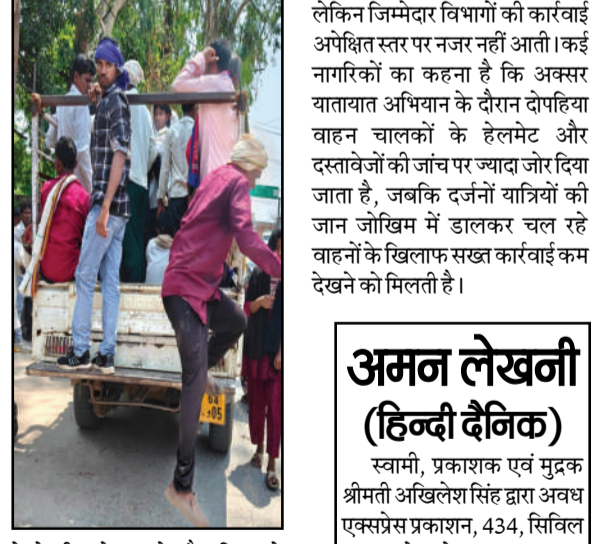 लेकिन जिम्मेदार विभागों की कार्रवाई
अपेक्षित स्तर पर नजर नहीं आती।कई
नागरिकों का कहना है कि अक्सर
यातायात अभियान के दौरान दोपहिया
वाहन चालकों के हेलमेट और
दस्तावेजों की जांच पर ज्यादा जोर दिया
जाता है, जबकि दर्जनों यात्रियों की
जान जोखिम में डालकर चल रहे
वाहनों के खिलाफ सख्त कार्रवाई कम
देखने को मिलती है।
अमन लेखनी
(हिन्दी दैनिक)
स्वामी, प्रकाशक एवं मुद्रक
श्रीमती अखिलेश सिंह द्वारा अवध
एक्सप्रेस प्रकाशन, 434, सिविल